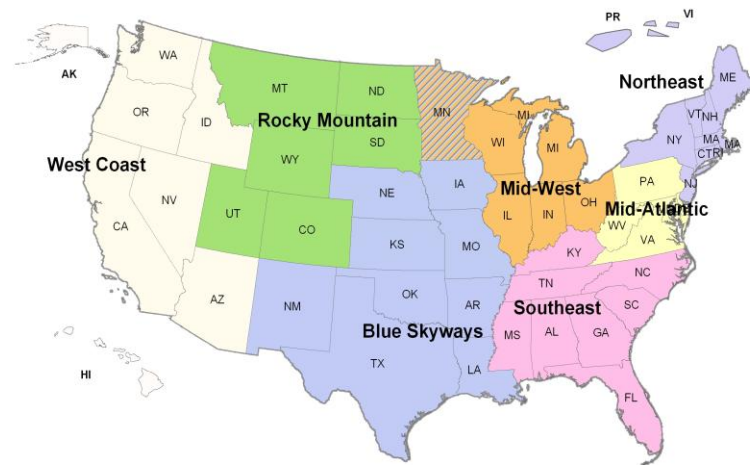 PR
VI
WA
AK
MT
ND
MN
ME
Northeast
OR
ID
Rocky Mountain
SD
WI
MI
MI
VT
NH
NY
MA
MA
CT
RI
West Coast
WY
NE
IA
Mid-West
PA
NJ
NV
UT
CO
IL
IN
OH
Mid-Atlantic
WV
VA
CA
KS
MO
KY
AZ
NM
OK
AR
TN
NC
Southeast
SC
Blue Skyways
MS
AL
GA
TX
LA
HI
FL